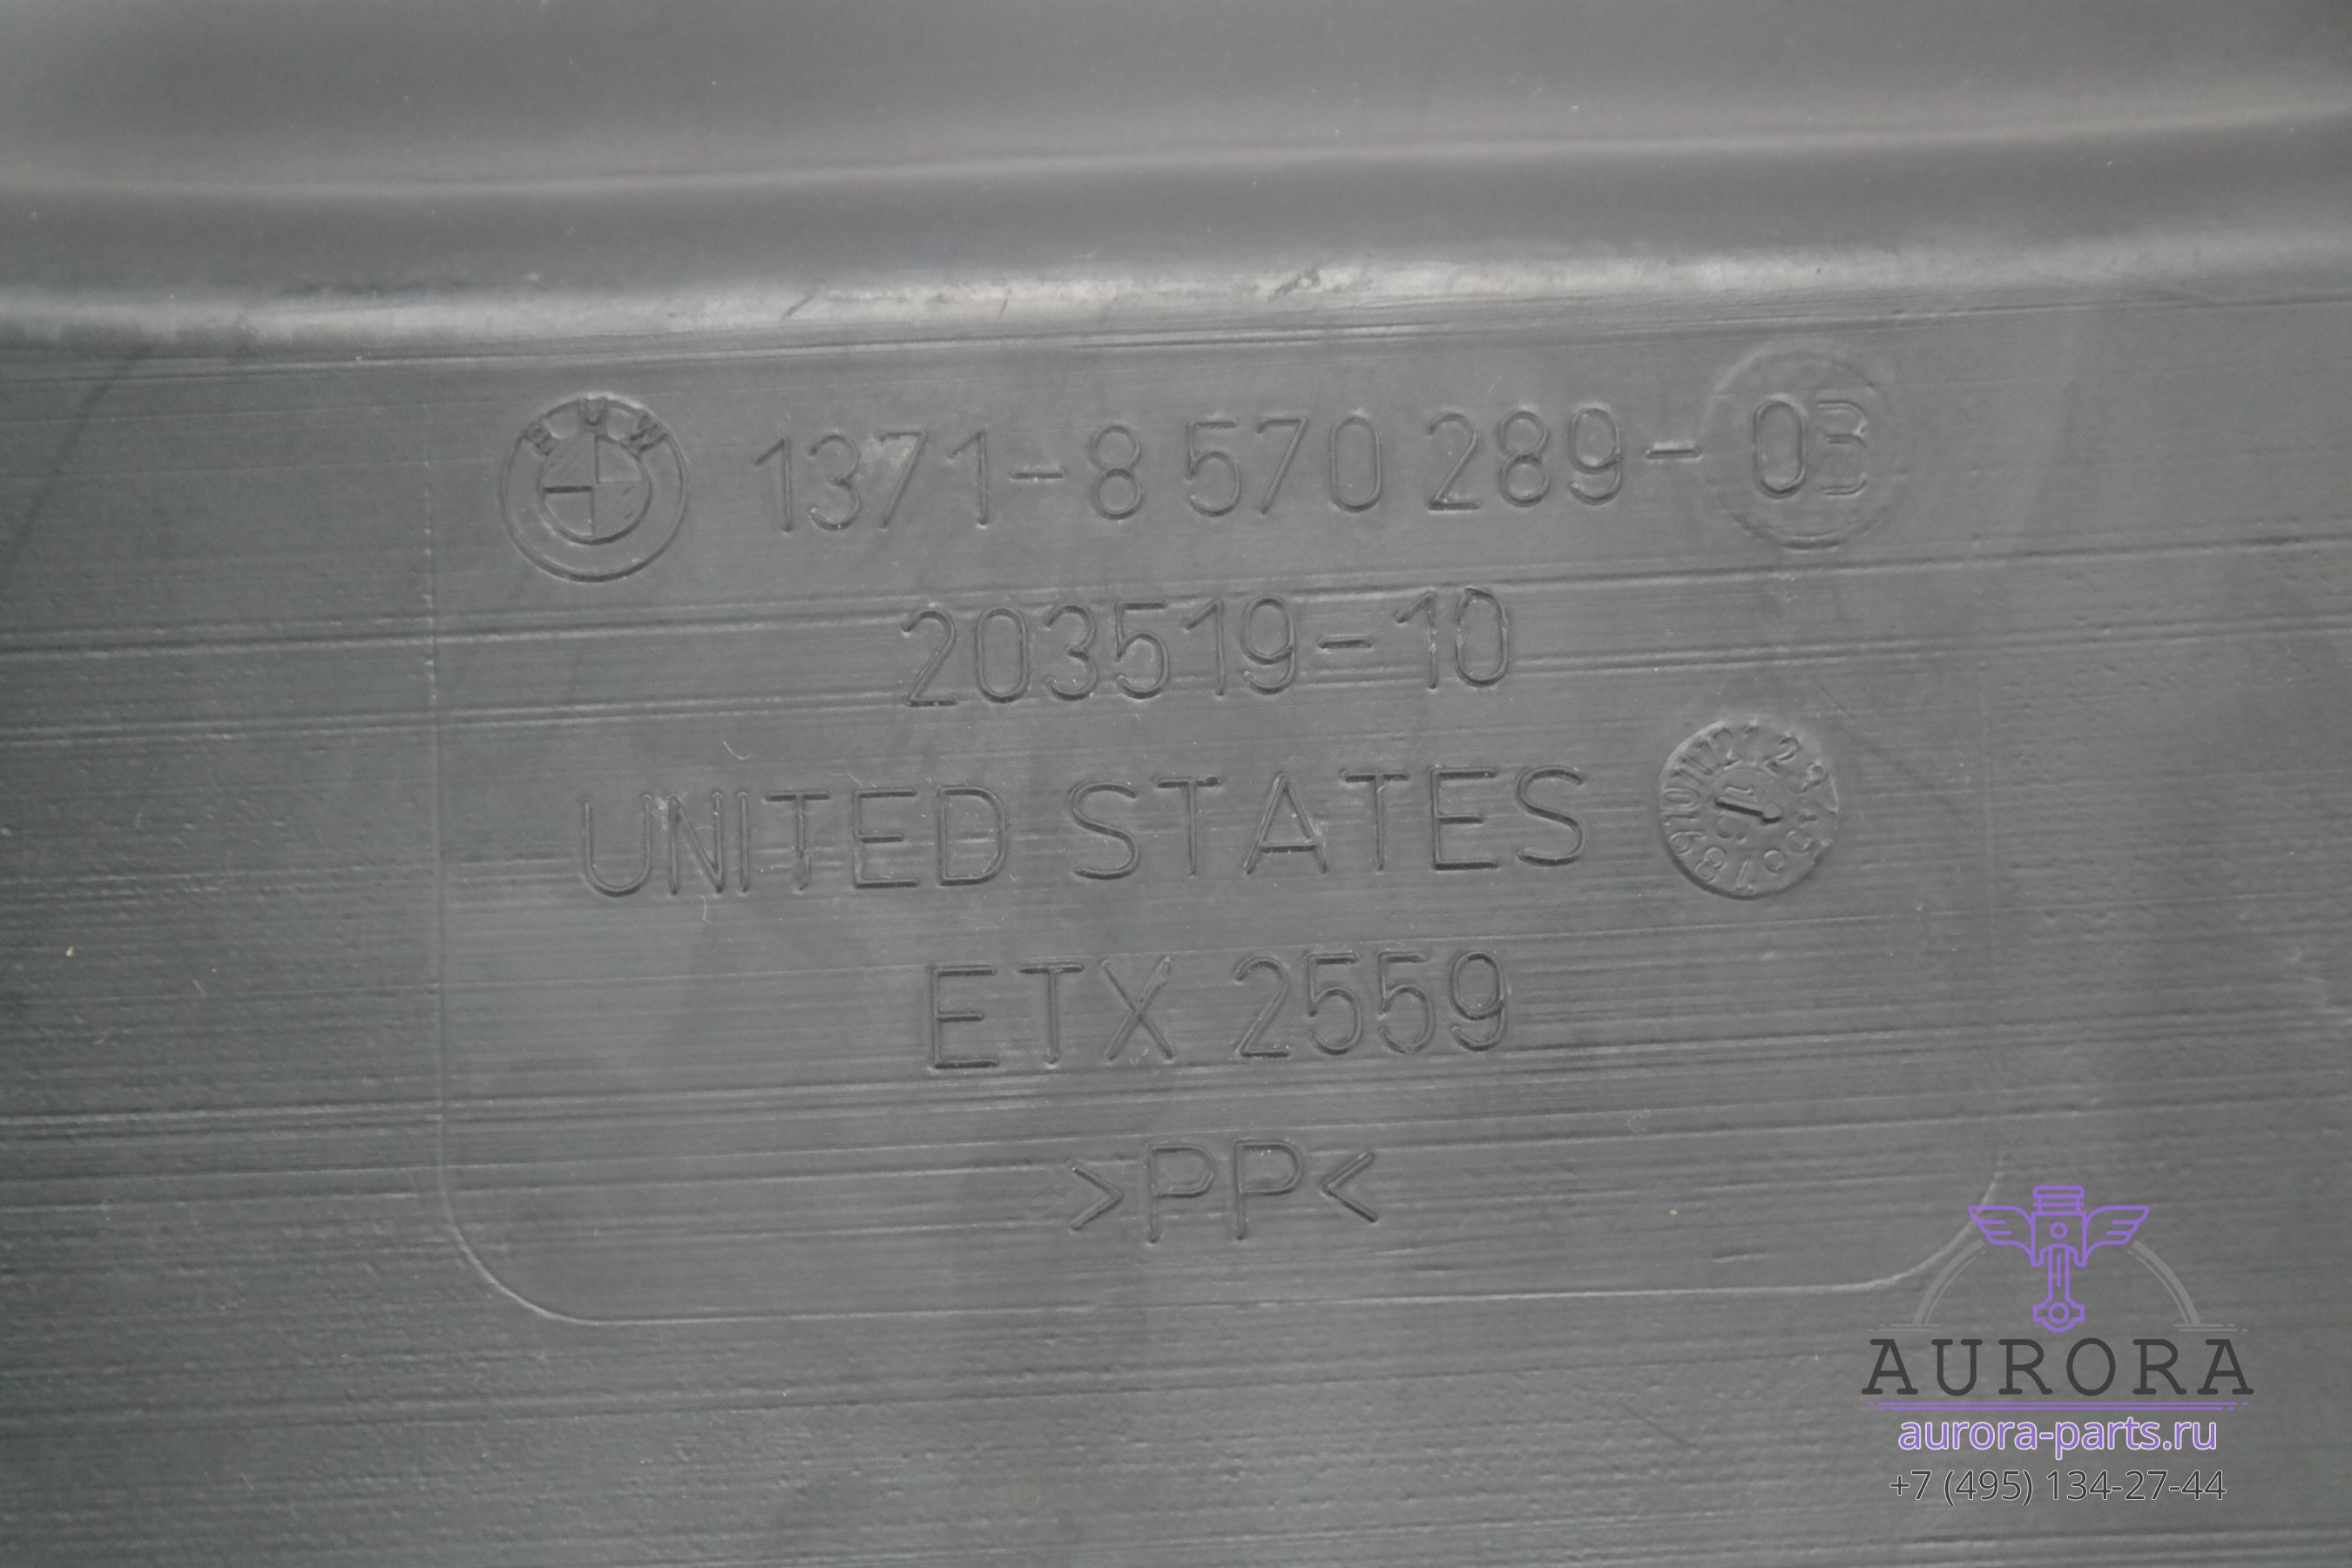 BMW 1371-8 570 289-03
203519-10
UNITED STATES
ETX 2559
>PP<
AURORA
aurora-parts.ru
+7 (495) 134-27-44